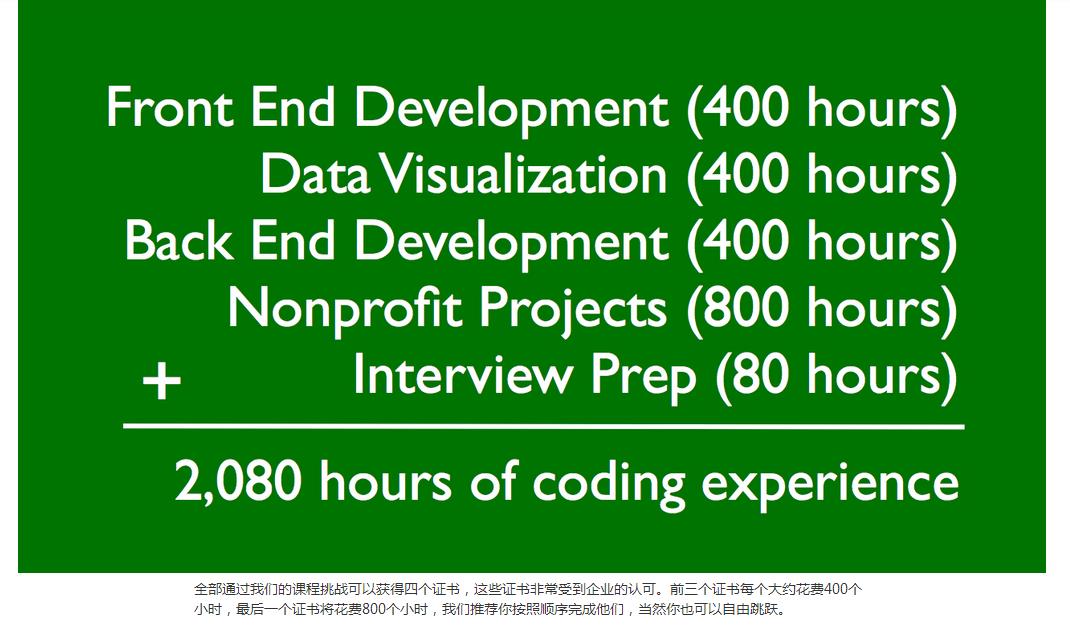 Front End Development (400 hours)
Data Visualization (400 hours)
Back End Development (400 hours)
Nonprofit Projects (800 hours)
+ Interview Prep (80 hours)
2,080 hours of coding experience
全部通过我们的课程挑战可以获得四个证书，这些证书非常受到企业的认可。前三个证书每个大约花费400个
小时，最后一个证书将花费800个小时，我们推荐你按照顺序完成他们，当然你也可以自由跳跃。